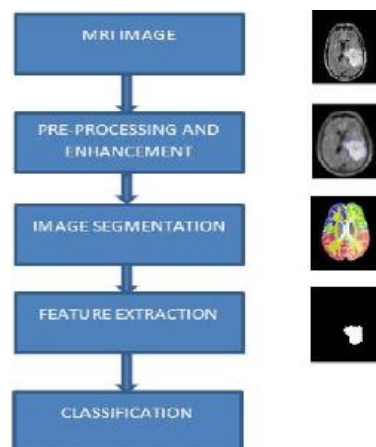 MRI IMAGE
PRE-PROCESSING AND
ENHANCEMENT
IMAGE SEGMENTATION
FEATURE EXTRACTION
CLASSIFICATION